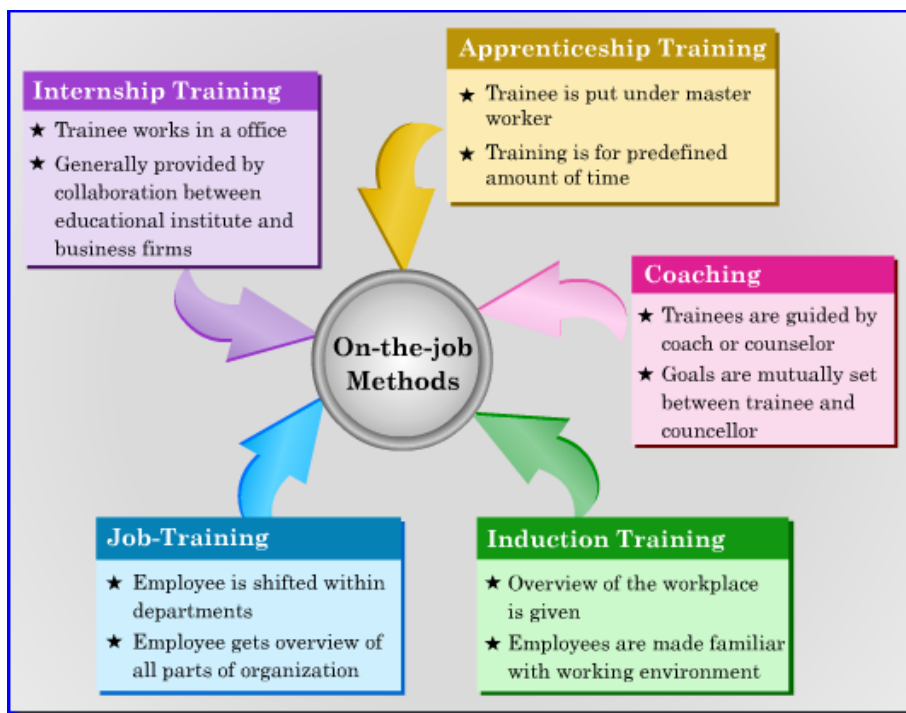 Apprenticeship Training
★ Trainee is put under master
worker
★ Training is for predefined
amount of time
Internship Training
★ Trainee works in a office
★ Generally provided by
collaboration between
educational institute and
business firms
Coaching
★ Trainees are guided by
coach or counselor
★ Goals are mutually set
between trainee and
councellor
On-the-job
Methods
Job-Training
★ Employee is shifted within
departments
★ Employee gets overview of
all parts of organization
Induction Training
★ Overview of the workplace
is given
★ Employees are made familiar
with working environment